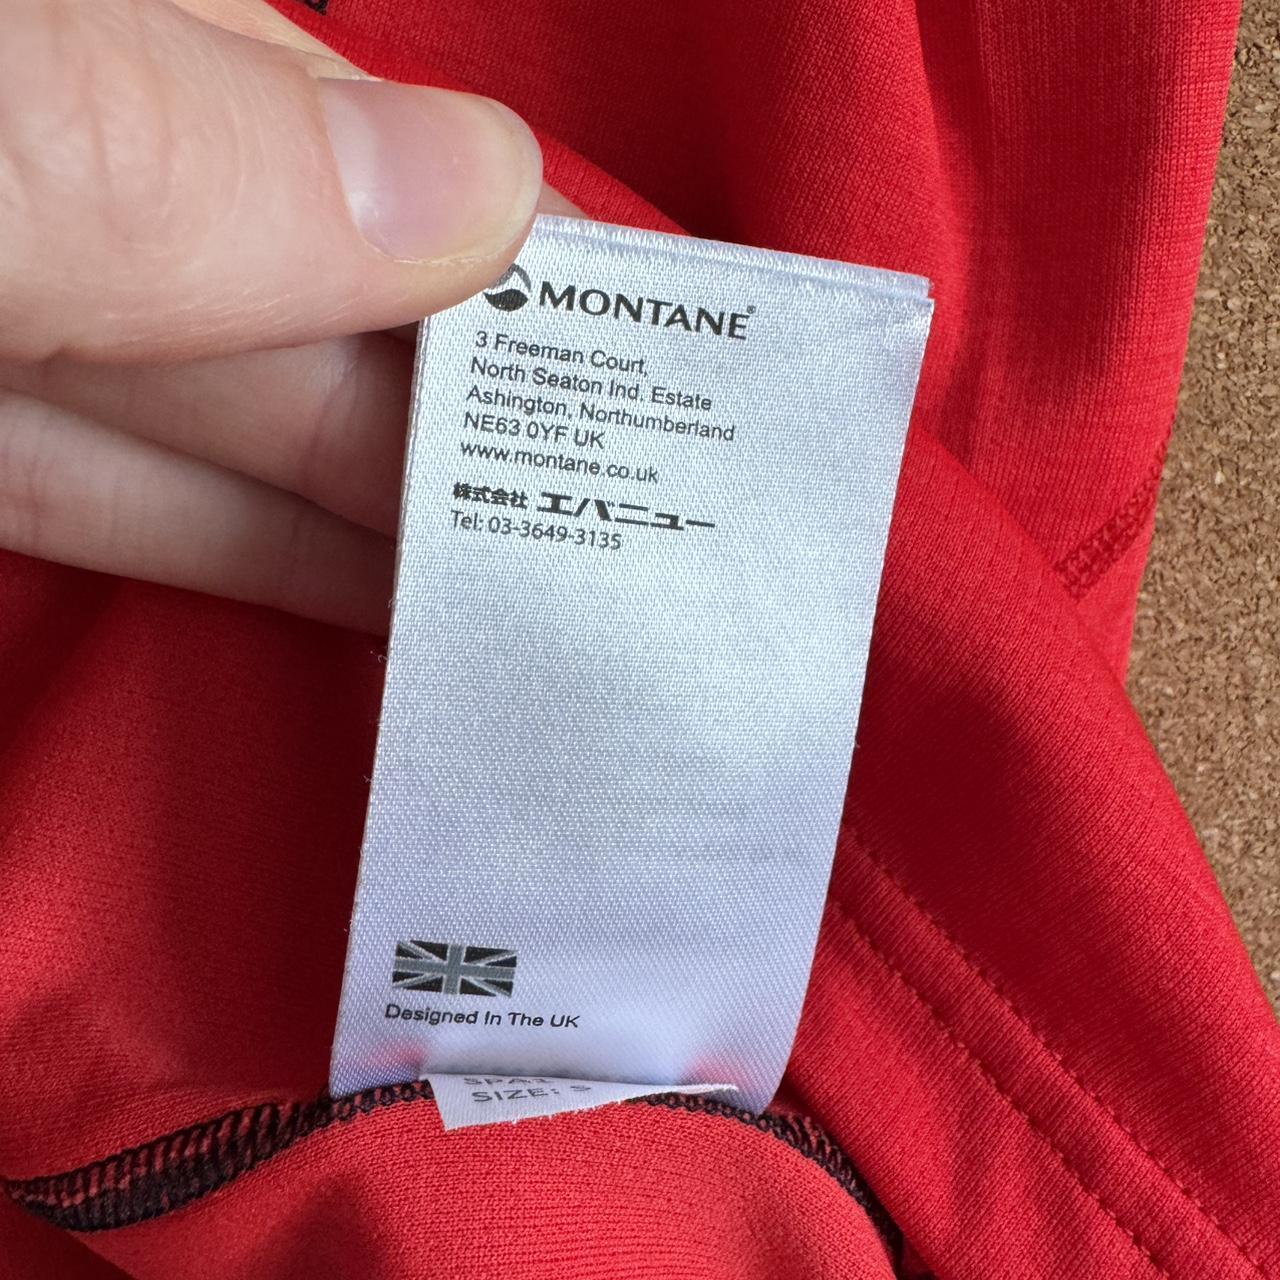 MONTANE®
3 Freeman Court,
North Seaton Ind. Estate
Ashington, Northumberland
NE63 0YF UK
www.montane.co.uk
株式会社 エバニュー
Tel: 03-3649-3135
Designed In The UK
SIZE: S